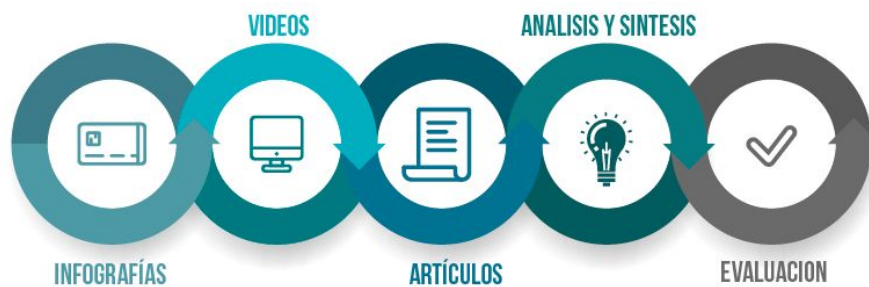 VIDEOS
ANALISIS Y SINTESIS
INFOGRAFÍAS
ARTÍCULOS
EVALUACION